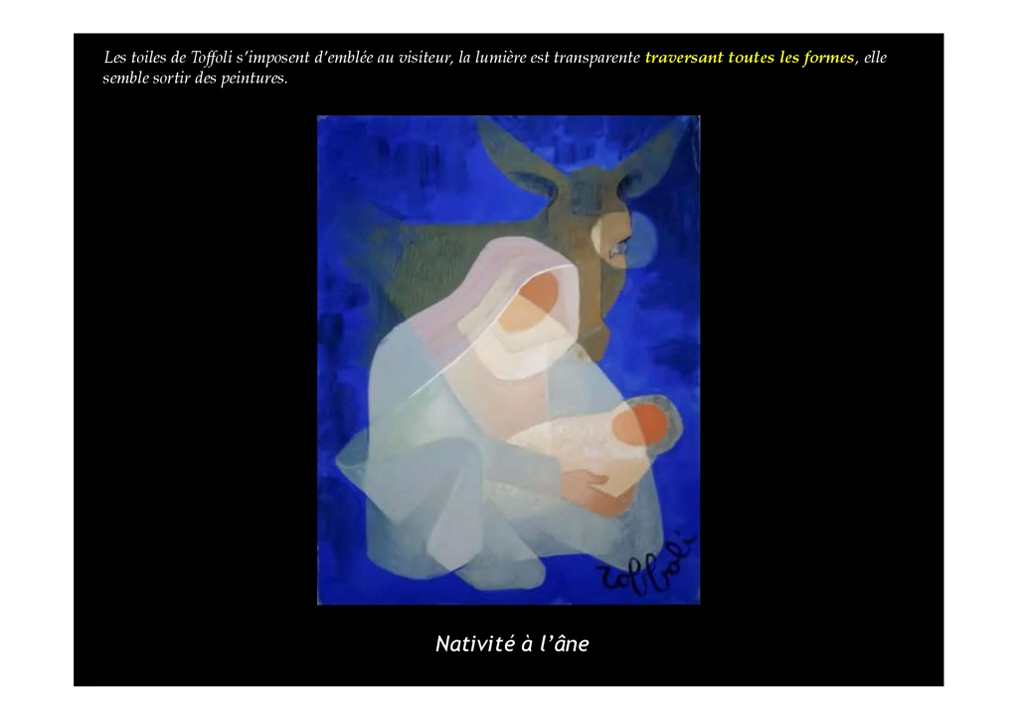 Les toiles de Toffoli s’imposent d’emblée au visiteur, la lumière est transparente traversant toutes les formes, elle
semble sortir des peintures.
Toffoli
Nativité à l’âne